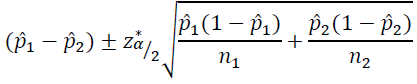 (p̂₁ − p̂₂) ± z*_{α/2} √( p̂₁(1 − p̂₁)/n₁ + p̂₂(1 − p̂₂)/n₂ )